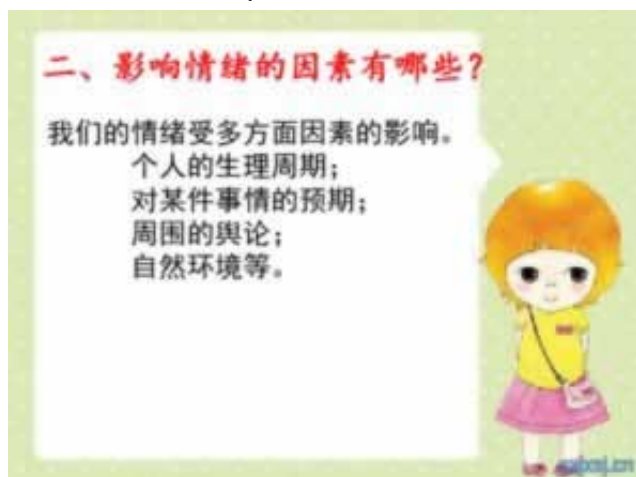 二、影响情绪的因素有哪些?
我们的情绪受多方面因素的影响。
个人的生理周期;
对某件事情的预期;
周围的舆论;
自然环境等。